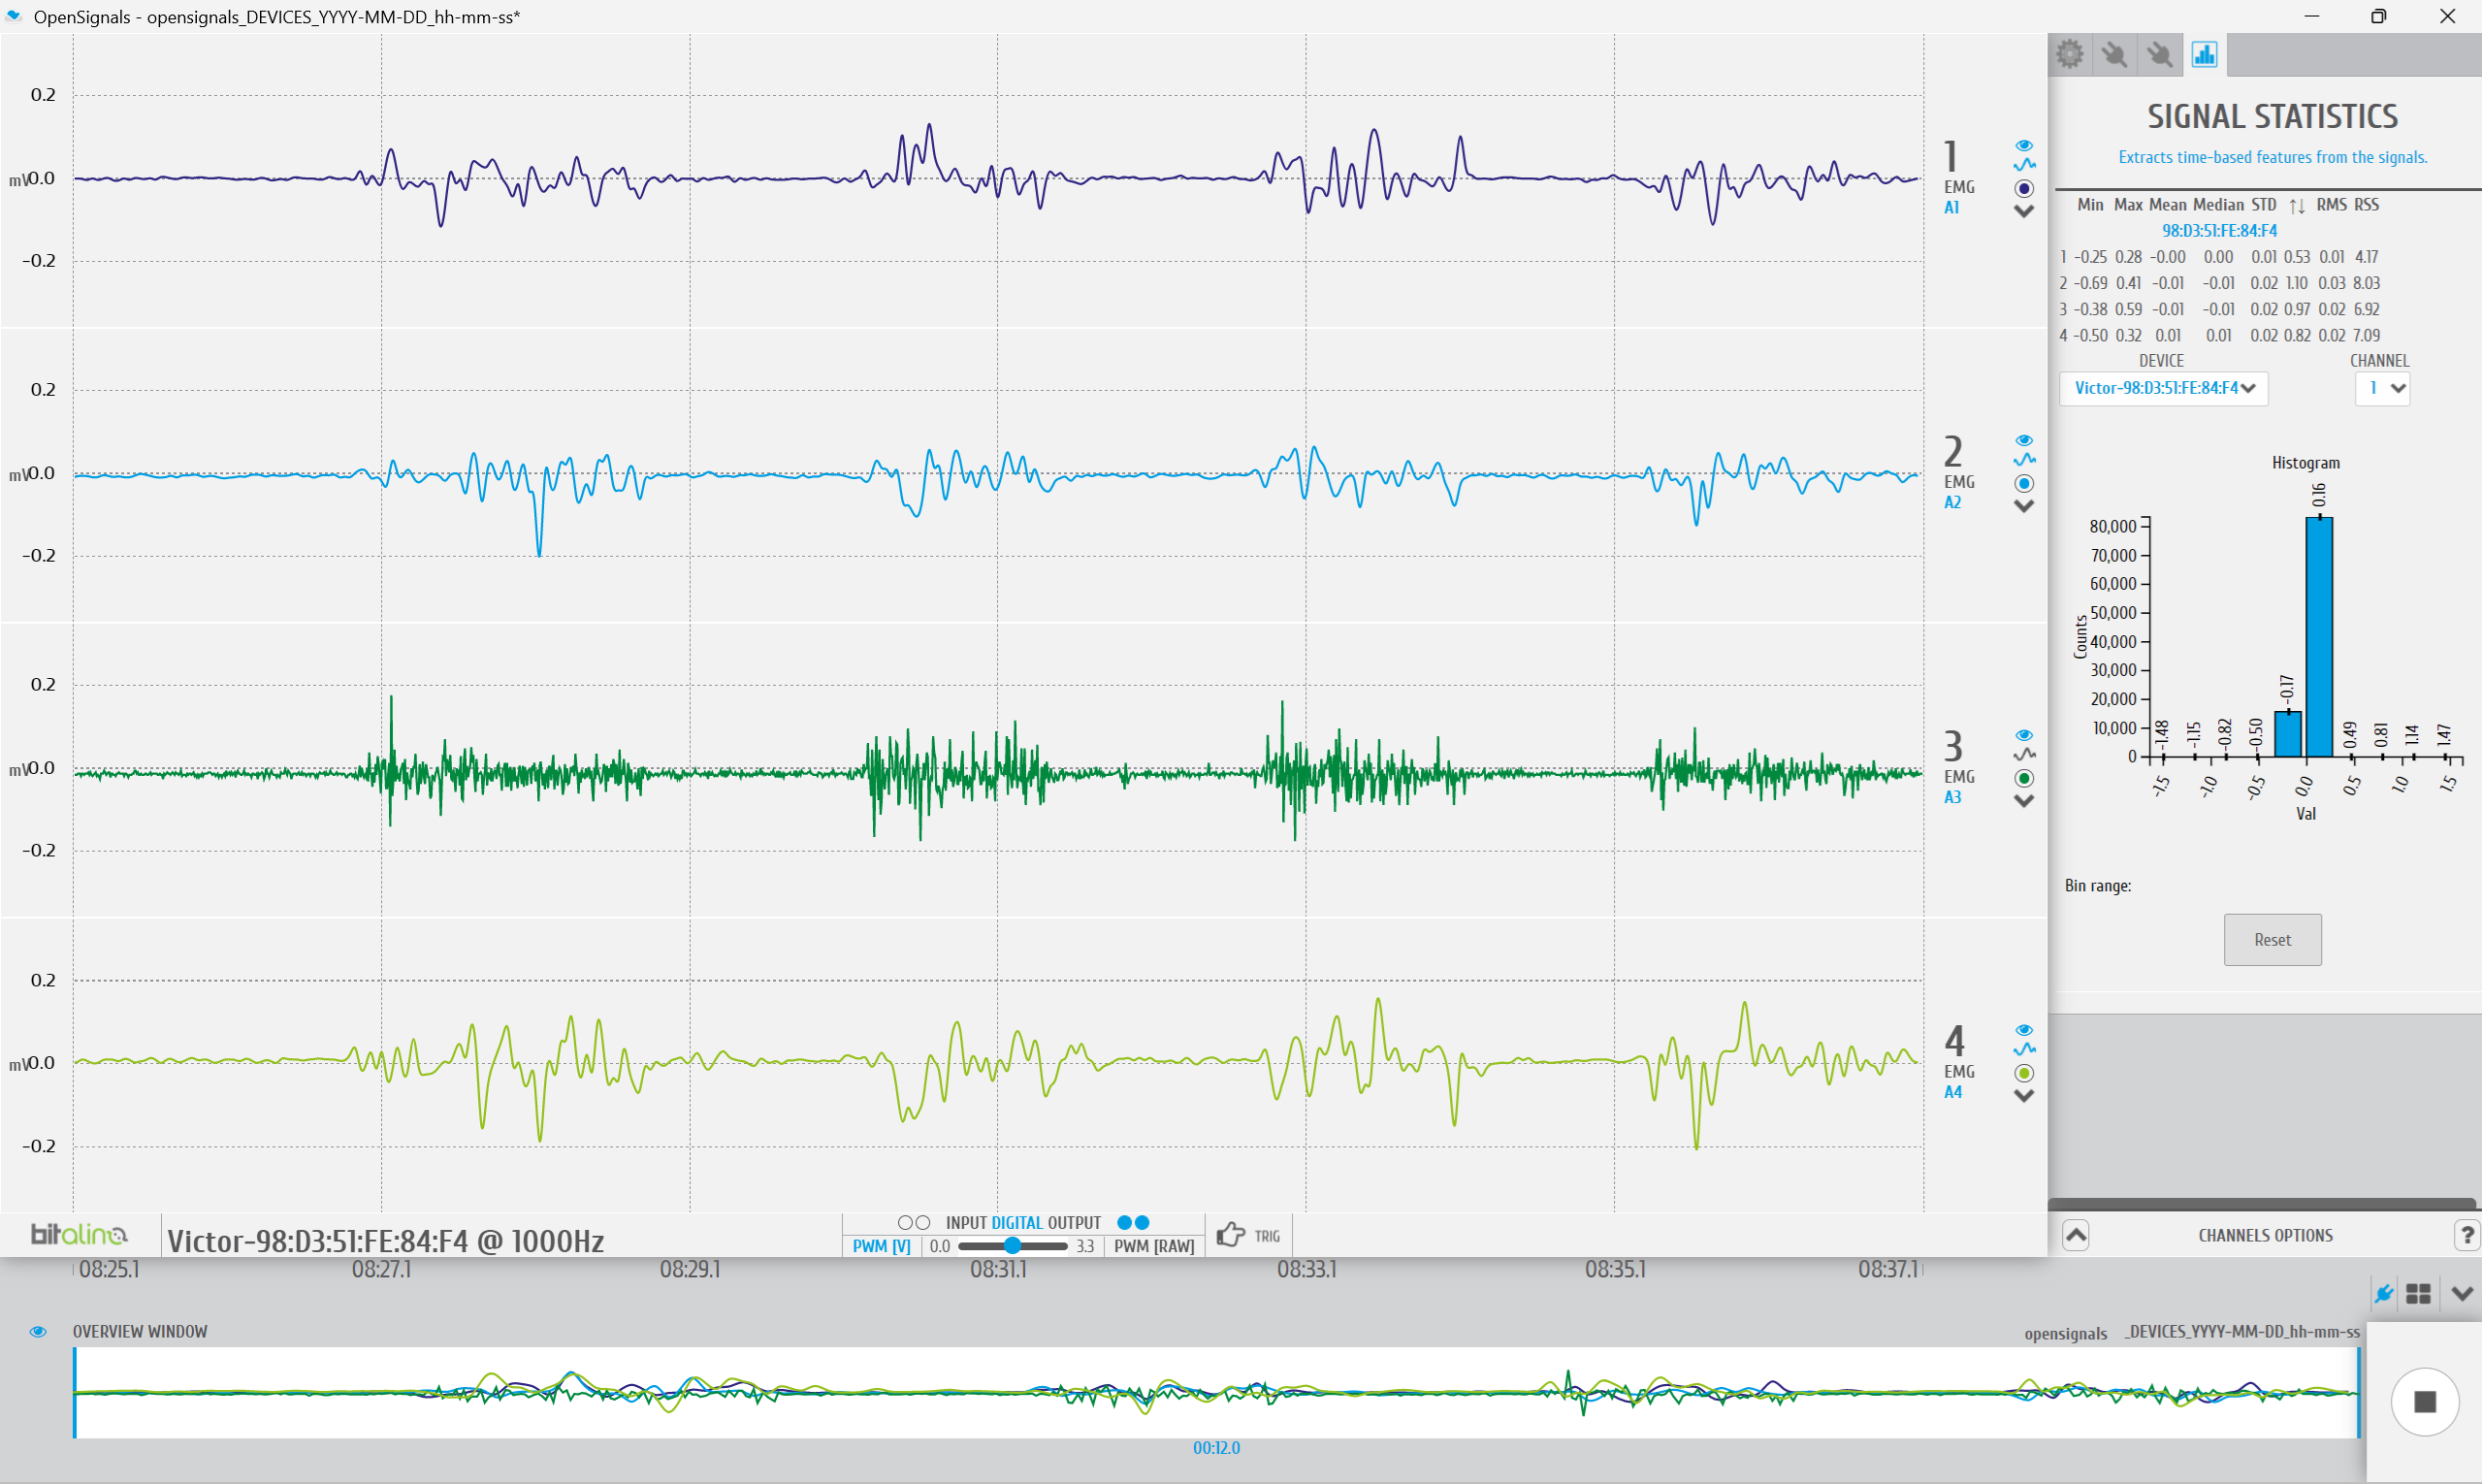 OpenSignals - opensignals_DEVICES_YYYY-MM-DD_hh-mm-ss*
0.2
mV0.0
-0.2
1
EMG
A1
0.2
mV0.0
-0.2
2
EMG
A2
0.2
mV0.0
-0.2
3
EMG
A3
0.2
mV0.0
-0.2
4
EMG
A4
SIGNAL STATISTICS
Extracts time-based features from the signals.
Min Max Mean Median STD ↑↓ RMS RSS
98:D3:51:FE:84:F4
1 -0.25 0.28 -0.00 0.00 0.01 0.53 0.01 4.17
2 -0.69 0.41 -0.01 -0.01 0.02 1.10 0.03 8.03
3 -0.38 0.59 -0.01 -0.01 0.02 0.97 0.02 6.92
4 -0.50 0.32 0.01 0.01 0.02 0.82 0.02 7.09
DEVICE CHANNEL
Victor-98:D3:51:FE:84:F4 1
Histogram
Counts
80,000
70,000
60,000
50,000
40,000
30,000
20,000
10,000
0
-1.48 -1.15 -0.82 -0.50 -0.17 0.16 0.49 0.81 1.14 1.47
-1.5 -1.0 -0.5 0.0 0.5 1.0 1.5
Val
Bin range:
Reset
bitalino
Victor-98:D3:51:FE:84:F4 @ 1000Hz
INPUT DIGITAL OUTPUT
PWM [V] 0.0 3.3 PWM [RAW]
TRIG
CHANNELS OPTIONS ?
08:25.1 08:27.1 08:29.1 08:31.1 08:33.1 08:35.1 08:37.1
OVERVIEW WINDOW
opensignals _DEVICES_YYYY-MM-DD_hh-mm-ss
00:12.0